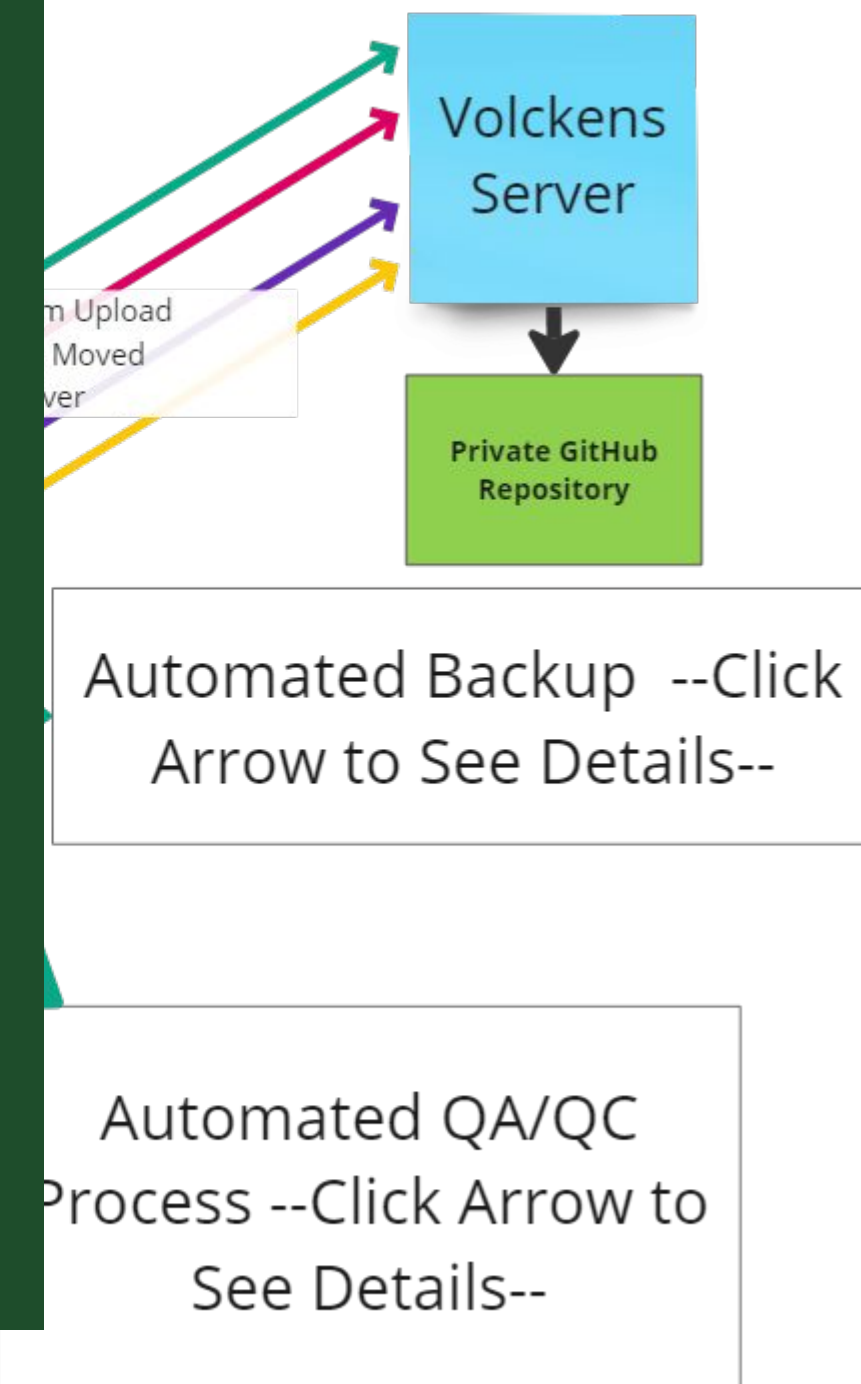 Volckens
Server
m Upload
Moved
ver
Private GitHub
Repository
Automated Backup  --Click
Arrow to See Details--
Automated QA/QC
Process --Click Arrow to
See Details--